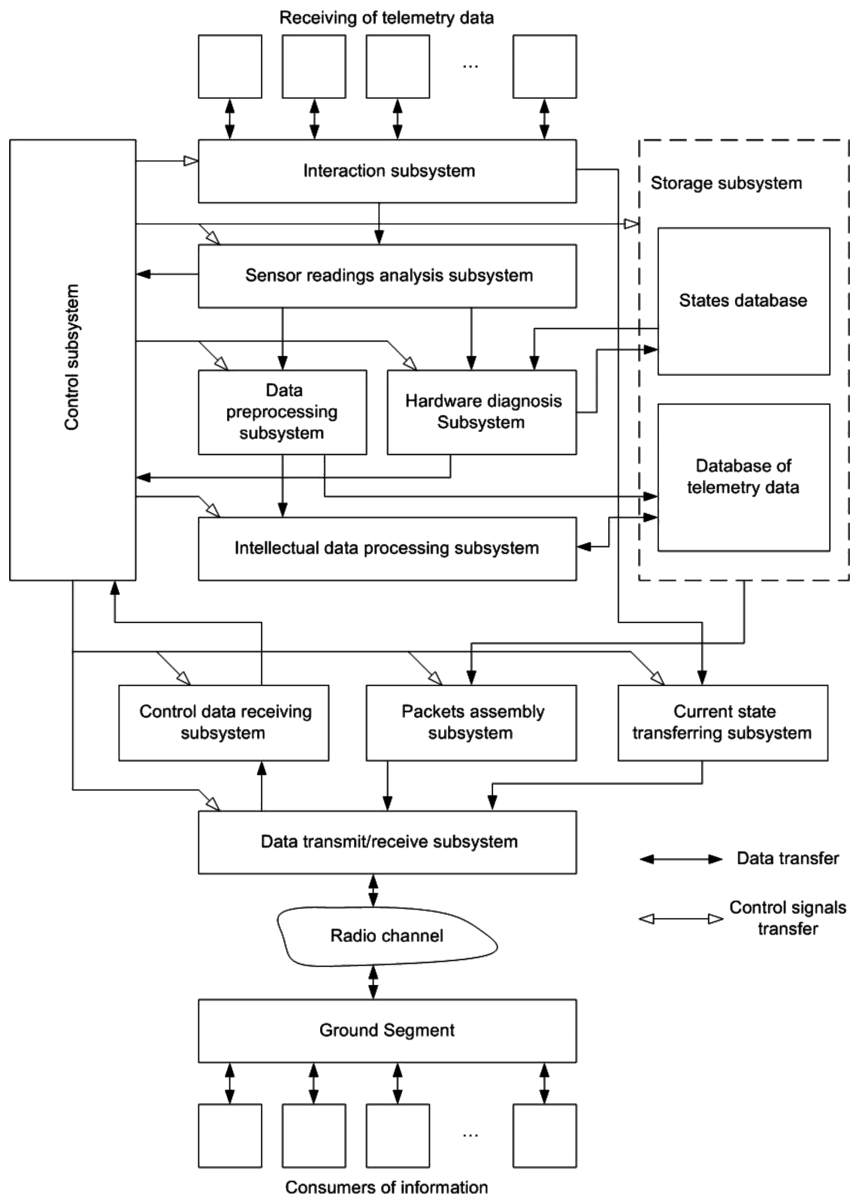 Receiving of telemetry data
...
Interaction subsystem
Storage subsystem
Control subsystem
Sensor readings analysis subsystem
States database
Data
preprocessing
subsystem
Hardware diagnosis
Subsystem
Database of
telemetry data
Intellectual data processing subsystem
Control data receiving
subsystem
Packets assembly
subsystem
Current state
transferring subsystem
Data transmit/receive subsystem
Data transfer
Control signals
transfer
Radio channel
Ground Segment
...
Consumers of information